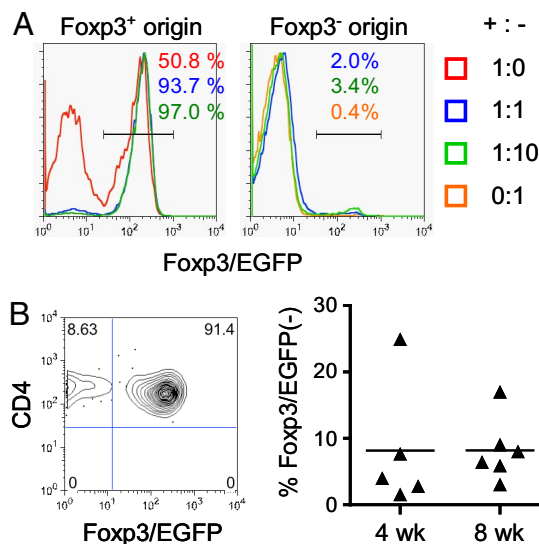 A
Foxp3⁺ origin Foxp3⁻ origin + : -
50.8 %
93.7 %
97.0 %
2.0%
3.4%
0.4%
1:0
1:1
1:10
0:1
10⁰ 10¹ 10² 10³ 10⁴
10⁰ 10¹ 10² 10³ 10⁴
Foxp3/EGFP
B
CD4
10⁴
10³
10²
10¹
10⁰
8.63 91.4
0 0
10⁰ 10¹ 10² 10³ 10⁴
Foxp3/EGFP
% Foxp3/EGFP(-)
30
20
10
0
4 wk 8 wk